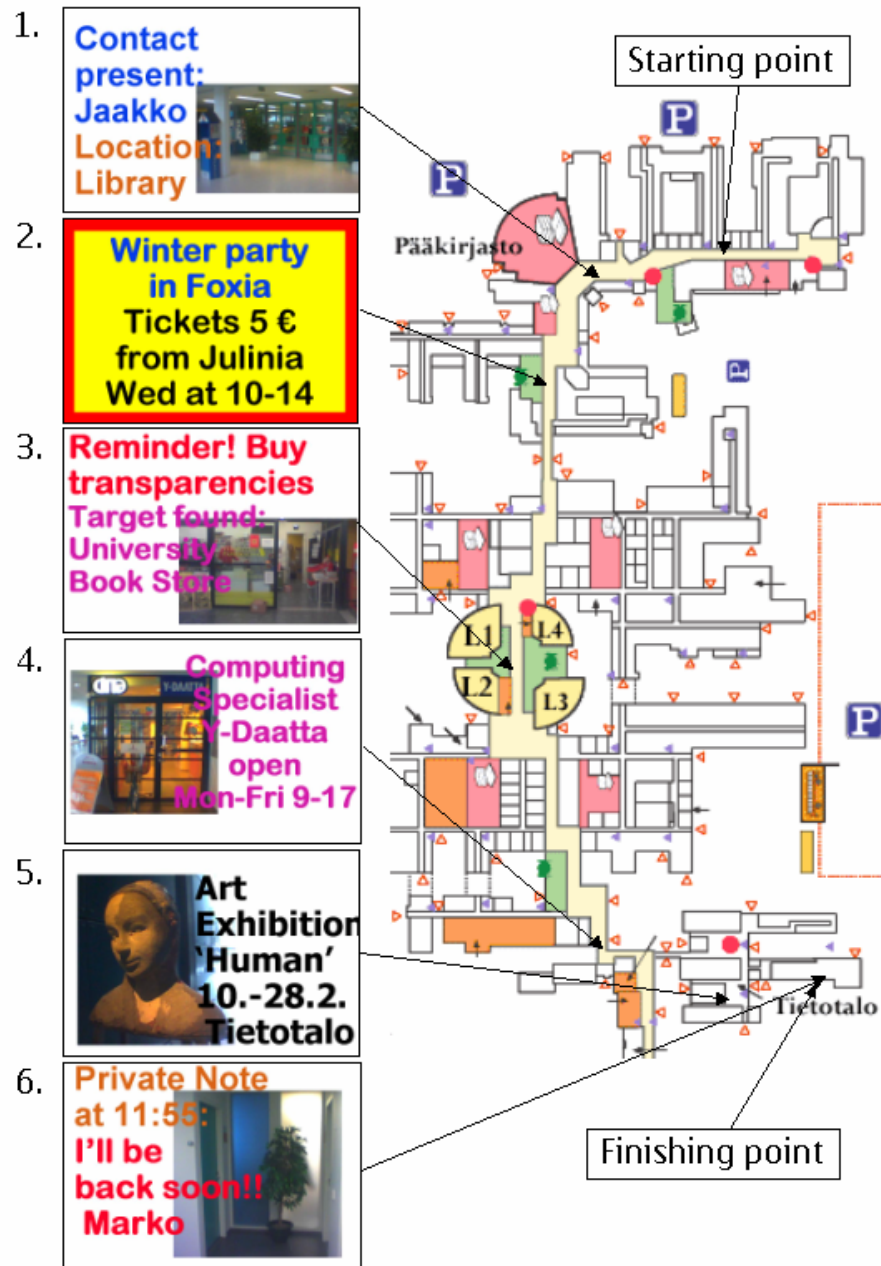 1.
Contact
present:
Jaakko
Location:
Library
2.
Winter party
in Foxia
Tickets 5 €
from Julinia
Wed at 10-14
3.
Reminder! Buy
transparencies
Target found:
University
Book Store
4.
Computing
Specialist
Y-Daatta
open
Mon-Fri 9-17
Y-DAATTA
5.
Art
Exhibition
'Human'
10.-28.2.
Tietotalo
6.
Private Note
at 11:55:
I'll be
back soon!!
Marko
Starting point
P
P
Pääkirjasto
P
L1
L4
L2
L3
P
Tietotalo
Finishing point